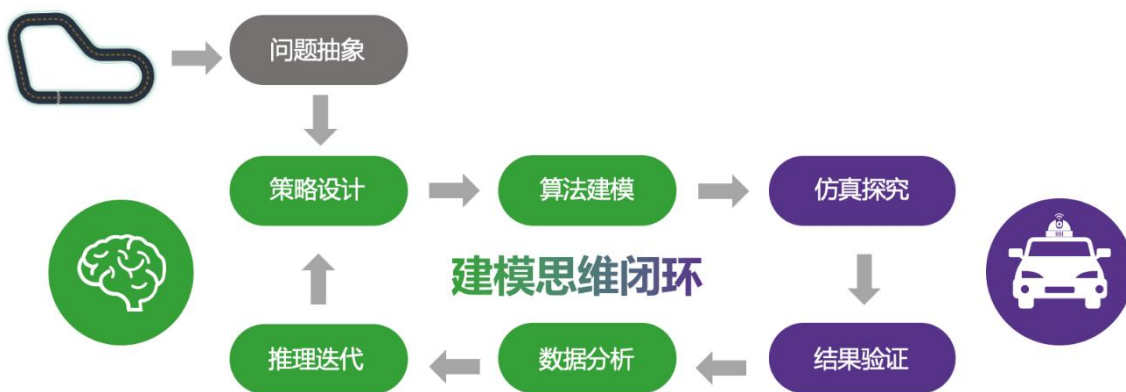 问题抽象
策略设计
算法建模
仿真探究
建模思维闭环
推理迭代
数据分析
结果验证